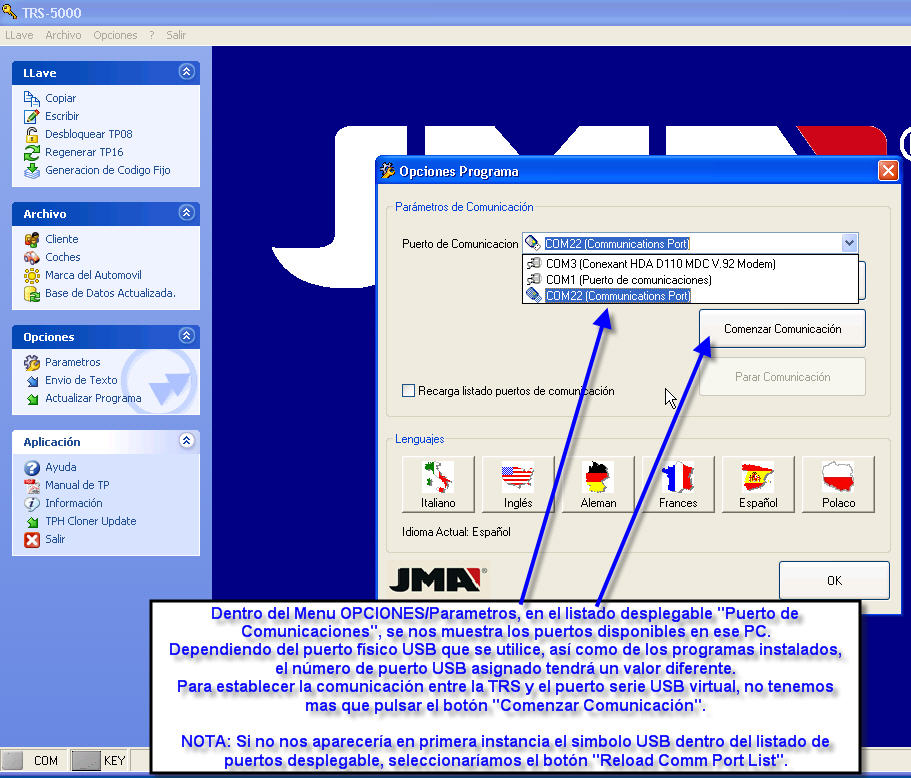 TRS-5000
LLave Archivo Opciones ? Salir
LLave
Copiar
Escribir
Desbloquear TP08
Regenerar TP16
Generacion de Codigo Fijo
Archivo
Cliente
Coches
Marca del Automovil
Base de Datos Actualizada.
Opciones
Parametros
Envio de Texto
Actualizar Programa
Aplicación
Ayuda
Manual de TP
Información
TPH Cloner Update
Salir
JMA
Opciones Programa
Parámetros de Comunicación
Puerto de Comunicacion COM22 (Communications Port)
COM3 (Conexant HDA D110 MDC V.92 Modem)
COM1 (Puerto de comunicaciones)
COM22 (Communications Port)
Comenzar Comunicación
Parar Comunicación
Recarga listado puertos de comunicación
Lenguajes
Italiano Inglés Aleman Frances Español Polaco
Idioma Actual: Español
JMA
OK
Dentro del Menu OPCIONES/Parametros, en el listado desplegable "Puerto de
Comunicaciones", se nos muestra los puertos disponibles en ese PC.
Dependiendo del puerto físico USB que se utilice, así como de los programas instalados,
el número de puerto USB asignado tendrá un valor diferente.
Para establecer la comunicación entre la TRS y el puerto serie USB virtual, no tenemos
mas que pulsar el botón "Comenzar Comunicación".
NOTA: Si no nos aparecería en primera instancia el simbolo USB dentro del listado de
puertos desplegable, seleccionaríamos el botón "Reload Comm Port List".
COM KEY